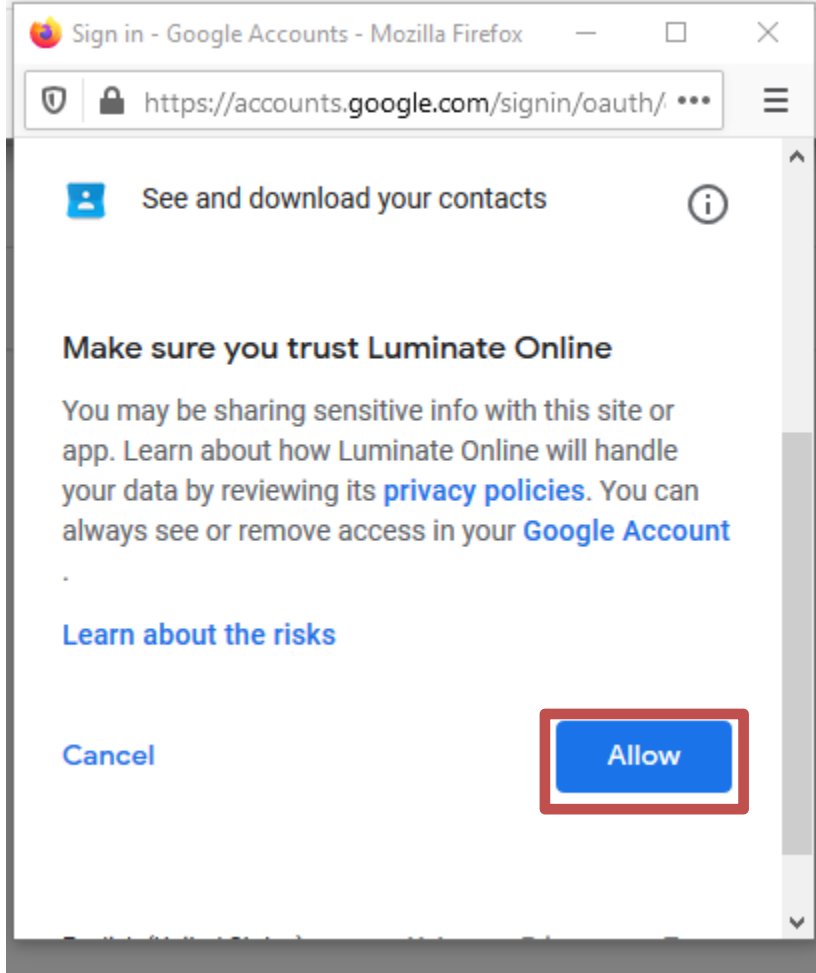 Sign in - Google Accounts - Mozilla Firefox
https://accounts.google.com/signin/oauth/
See and download your contacts
Make sure you trust Luminate Online
You may be sharing sensitive info with this site or
app. Learn about how Luminate Online will handle
your data by reviewing its privacy policies. You can
always see or remove access in your Google Account
.
Learn about the risks
Cancel
Allow